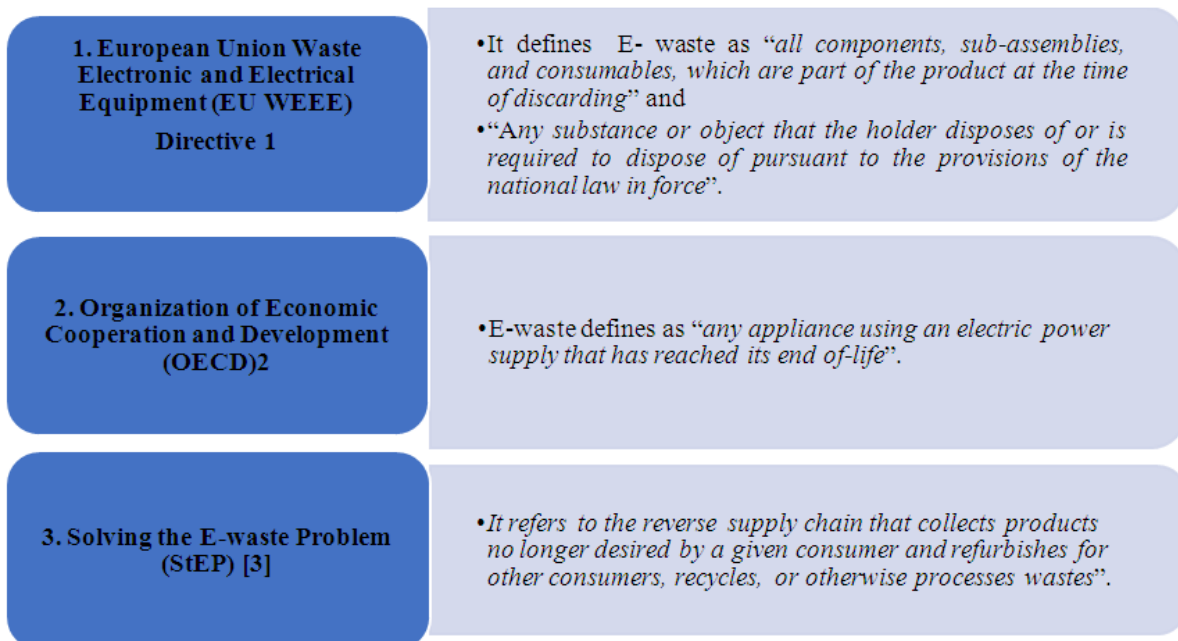 1. European Union Waste
Electronic and Electrical
Equipment (EU WEEE)
Directive 1
•It defines E- waste as “all components, sub-assemblies,
and consumables, which are part of the product at the time
of discarding” and
•“Any substance or object that the holder disposes of or is
required to dispose of pursuant to the provisions of the
national law in force”.
2. Organization of Economic
Cooperation and Development
(OECD)2
•E-waste defines as “any appliance using an electric power
supply that has reached its end of-life”.
3. Solving the E-waste Problem
(StEP) [3]
•It refers to the reverse supply chain that collects products
no longer desired by a given consumer and refurbishes for
other consumers, recycles, or otherwise processes wastes”.